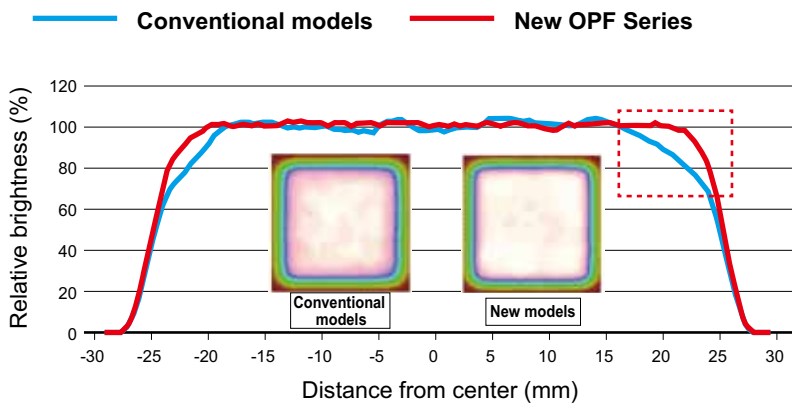 Conventional models
New OPF Series
Relative brightness (%)
120
100
80
60
40
20
0
-30
-25
-20
-15
-10
-5
0
5
10
15
20
25
30
Conventional
models
New models
Distance from center (mm)